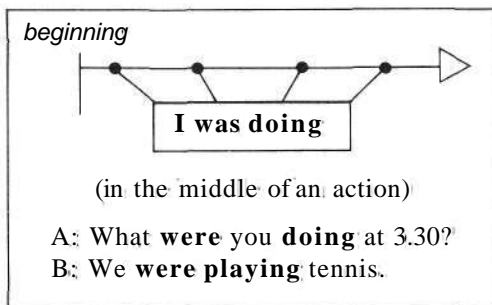 beginning
I was doing
(in the middle of an action)
A: What were you doing at 3.30?
B: We were playing tennis.